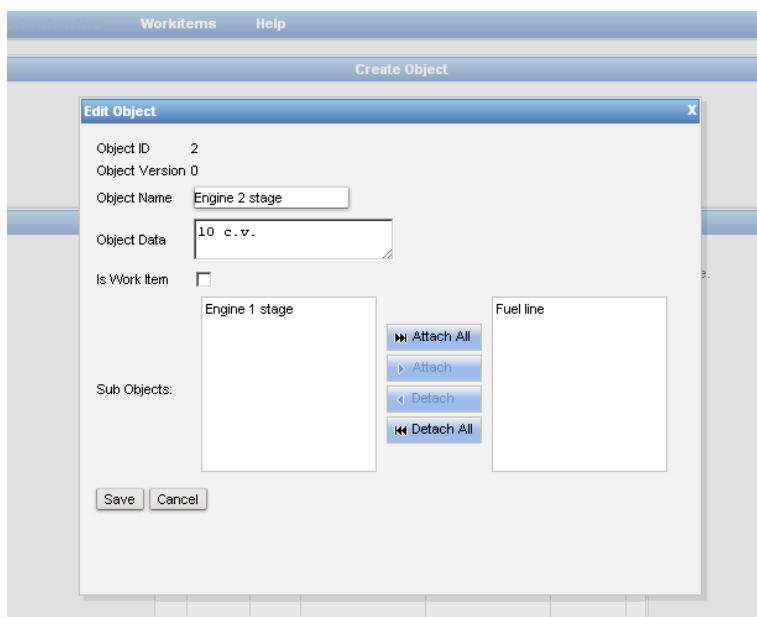 Workitems Help
Create Object
Edit Object X
Object ID 2
Object Version 0
Object Name Engine 2 stage
Object Data 10 c.v.
Is Work Item
Engine 1 stage Fuel line
Attach All
Attach
Sub Objects:
Detach
Detach All
Save Cancel